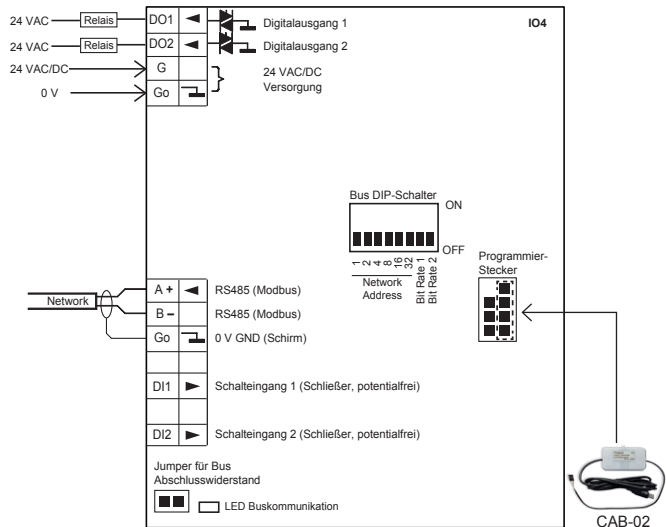 24 VAC
Relais
DO1
Digitalausgang 1
IO4
24 VAC
Relais
DO2
Digitalausgang 2
24 VAC/DC
G
24 VAC/DC
Versorgung
0 V
Go
Bus DIP-Schalter
ON
OFF
1
2
4
8
16
32
Bit Rate 1
Bit Rate 2
Network
Address
Programmier-
Stecker
Network
A +
RS485 (Modbus)
B –
RS485 (Modbus)
Go
0 V GND (Schirm)
DI1
Schalteingang 1 (Schließer, potentialfrei)
DI2
Schalteingang 2 (Schließer, potentialfrei)
Jumper für Bus
Abschlusswiderstand
LED Buskommunikation
CAB-02